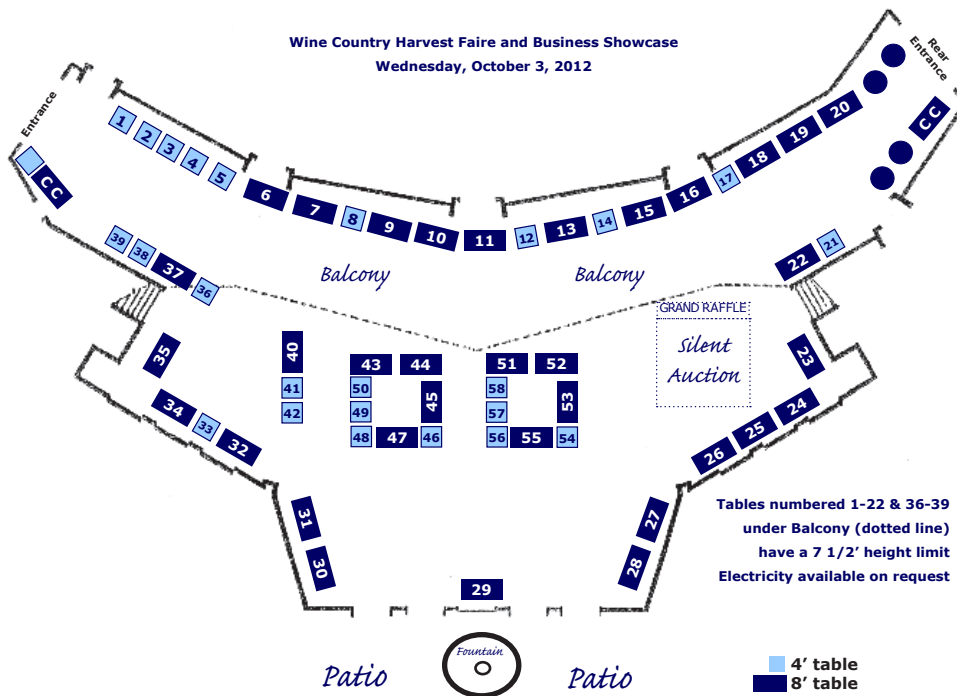 Wine Country Harvest Faire and Business Showcase
Wednesday, October 3, 2012
Entrance
Rear
Entrance
C C
C C
1
2
3
4
5
6
7
8
9
10
11
12
13
14
15
16
17
18
19
20
39
38
37
36
22
21
Balcony
Balcony
GRAND RAFFLE
Silent
Auction
35
40
41
42
43
44
50
45
49
48
47
46
51
52
58
53
57
56
55
54
23
34
33
32
24
25
26
31
30
27
28
29
Tables numbered 1-22 & 36-39
under Balcony (dotted line)
have a 7 1/2’ height limit
Electricity available on request
Patio
Fountain
Patio
4’ table
8’ table